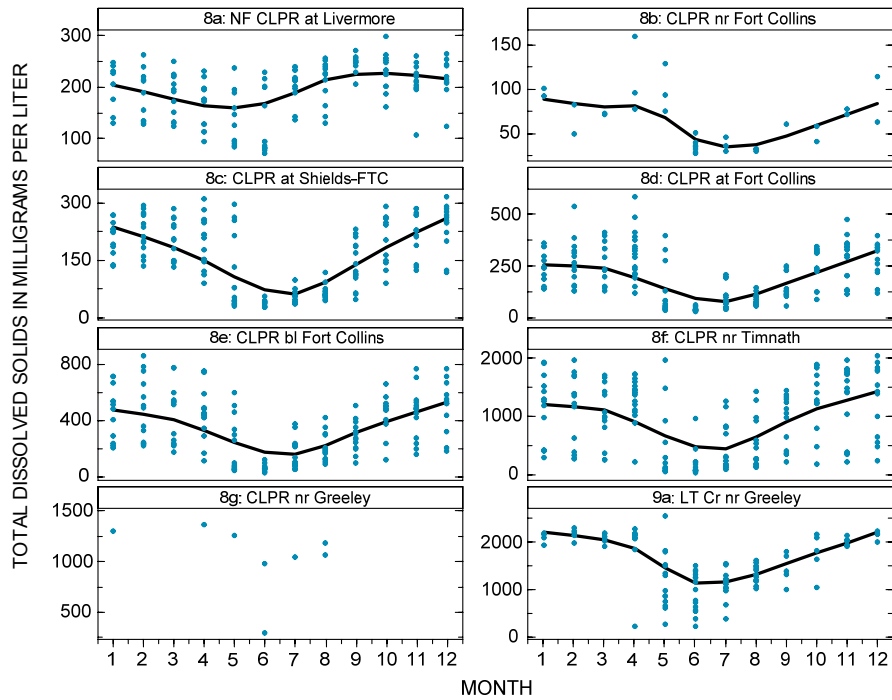 TOTAL DISSOLVED SOLIDS IN MILLIGRAMS PER LITER
8a: NF CLPR at Livermore
300
200
100
8b: CLPR nr Fort Collins
150
100
50
8c: CLPR at Shields–FTC
300
150
0
8d: CLPR at Fort Collins
500
250
0
8e: CLPR bl Fort Collins
800
400
0
8f: CLPR nr Timnath
2000
1000
0
8g: CLPR nr Greeley
1500
1000
500
9a: LT Cr nr Greeley
2000
1000
0
1 2 3 4 5 6 7 8 9 10 11 12
1 2 3 4 5 6 7 8 9 10 11 12
MONTH